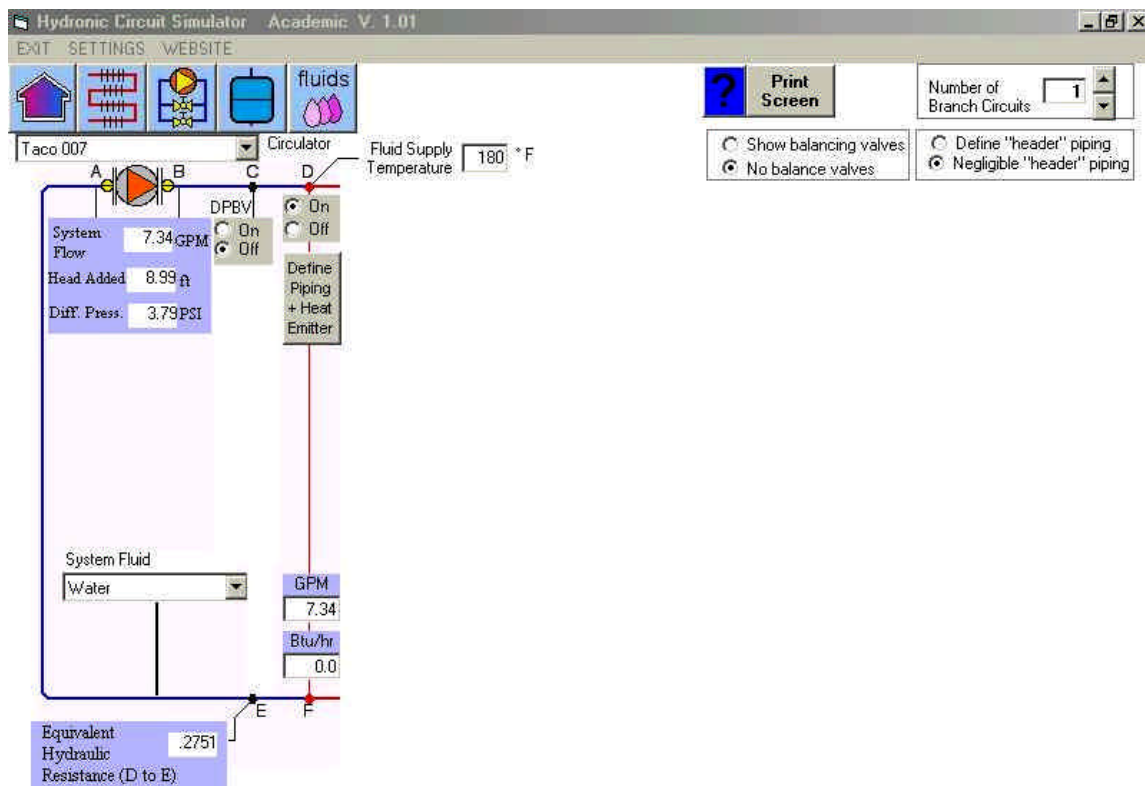 Hydronic Circuit Simulator Academic V. 1.01
EXIT SETTINGS WEBSITE
fluids
?
Print
Screen
Number of
Branch Circuits
1
Taco 007
Circulator
Fluid Supply
Temperature
180 ° F
Show balancing valves
No balance valves
Define "header" piping
Negligible "header" piping
A B C D
DPBV
On
Off
On
Off
System
Flow
7.34 GPM
Head Added 8.99 ft
Diff. Press. 3.79 PSI
Define
Piping
+ Heat
Emitter
System Fluid
Water
GPM
7.34
Btu/hr
0.0
E F
Equivalent
Hydraulic
Resistance (D to E)
.2751